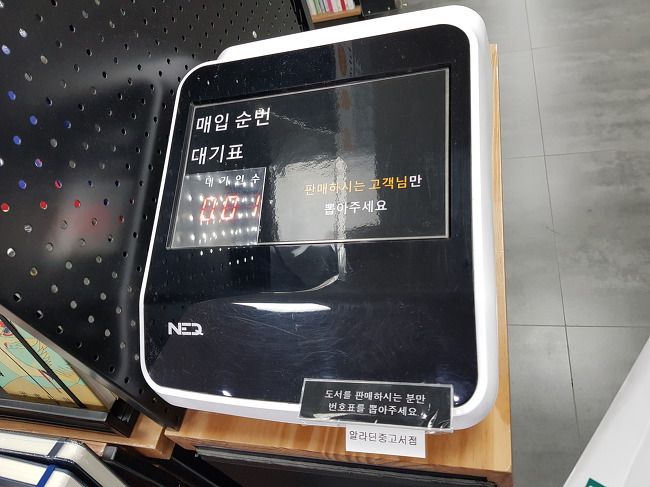 매입 순번
대기표
대기인수
001
판매하시는 고객님만
뽑아주세요
NEQ
도서를 판매하시는 분만
번호표를 뽑아주세요
알라딘중고서점